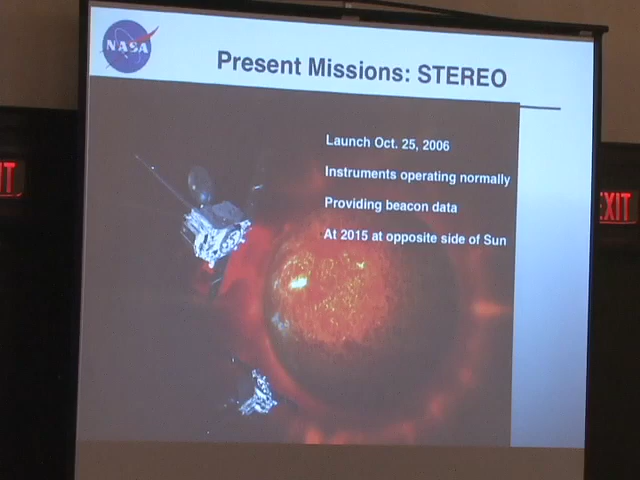 NASA
Present Missions: STEREO
Launch Oct. 25, 2006
Instruments operating normally
Providing beacon data
At 2015 at opposite side of Sun
IT
EXIT